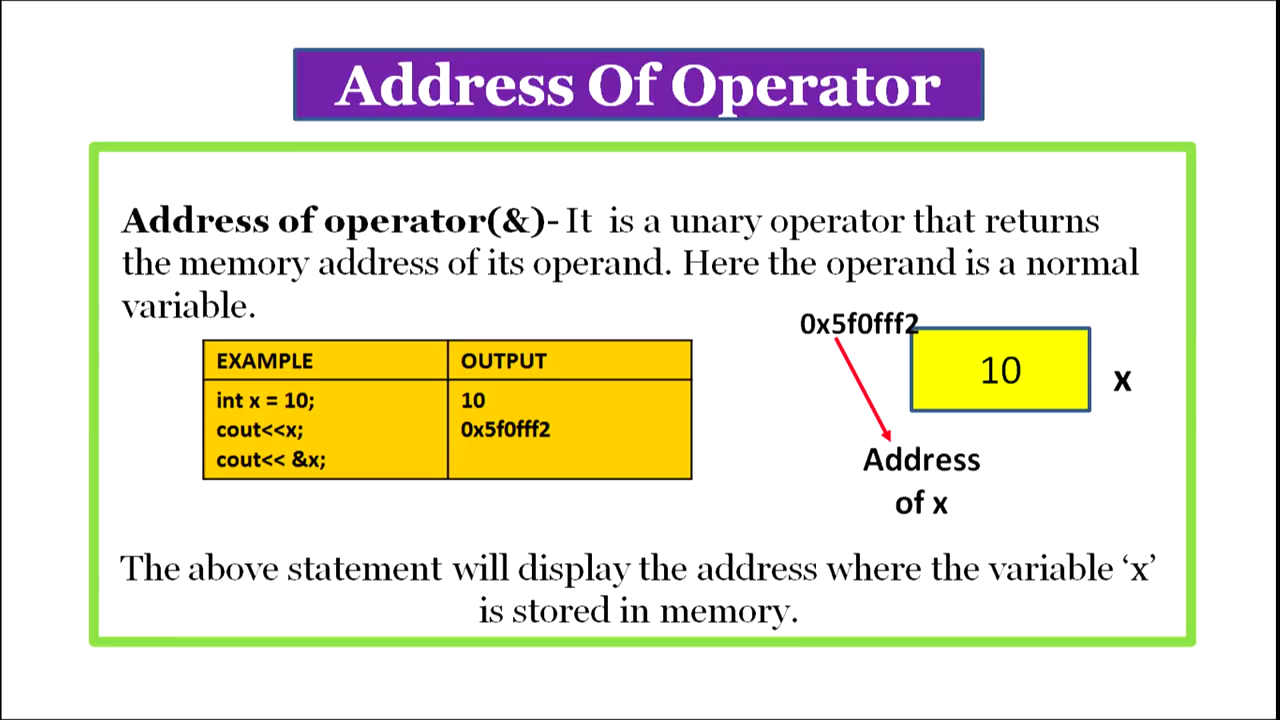 Address Of Operator
Address of operator(&)- It is a unary operator that returns
the memory address of its operand. Here the operand is a normal
variable.
EXAMPLE
OUTPUT
int x = 10;
cout<<x;
cout<< &x;
10
0x5f0fff2
0x5f0fff2
10
x
Address
of x
The above statement will display the address where the variable ‘x’
is stored in memory.